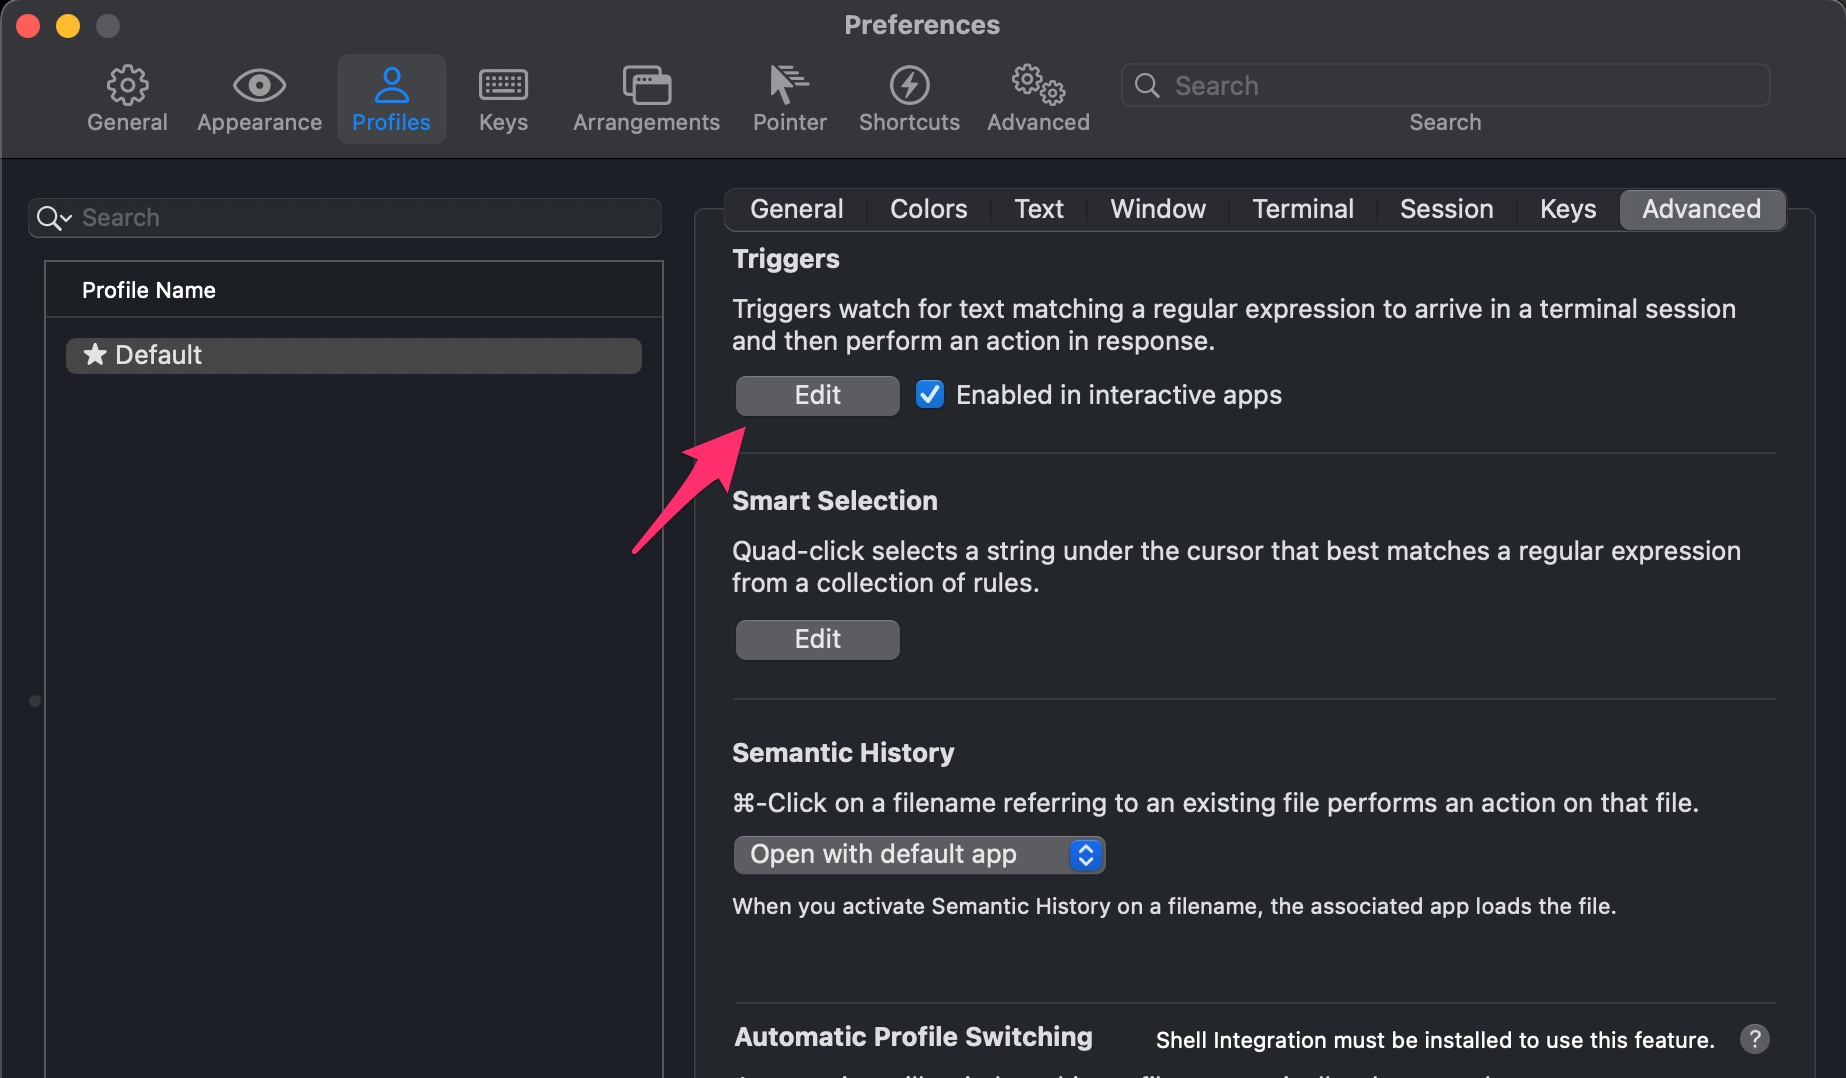 Preferences
General
Appearance
Profiles
Keys
Arrangements
Pointer
Shortcuts
Advanced
Search
Search
Search
Profile Name
Default
General
Colors
Text
Window
Terminal
Session
Keys
Advanced
Triggers
Triggers watch for text matching a regular expression to arrive in a terminal session
and then perform an action in response.
Edit
Enabled in interactive apps
Smart Selection
Quad-click selects a string under the cursor that best matches a regular expression
from a collection of rules.
Edit
Semantic History
⌘-Click on a filename referring to an existing file performs an action on that file.
Open with default app
When you activate Semantic History on a filename, the associated app loads the file.
Automatic Profile Switching
Shell Integration must be installed to use this feature.
?